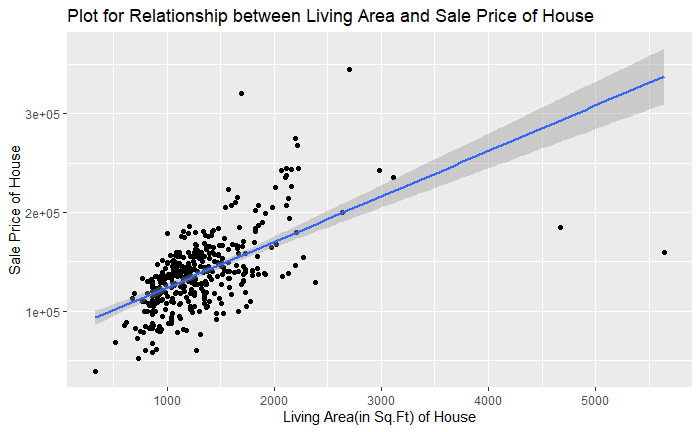 Plot for Relationship between Living Area and Sale Price of House
3e+05
2e+05
1e+05
Sale Price of House
1000 2000 3000 4000 5000
Living Area(in Sq.Ft) of House